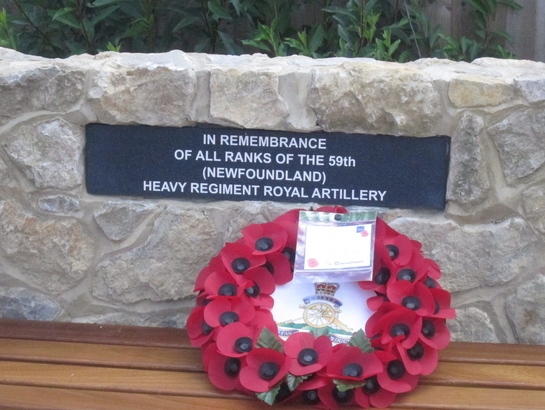 IN REMEMBRANCE
OF ALL RANKS OF THE 59th
(NEWFOUNDLAND)
HEAVY REGIMENT ROYAL ARTILLERY